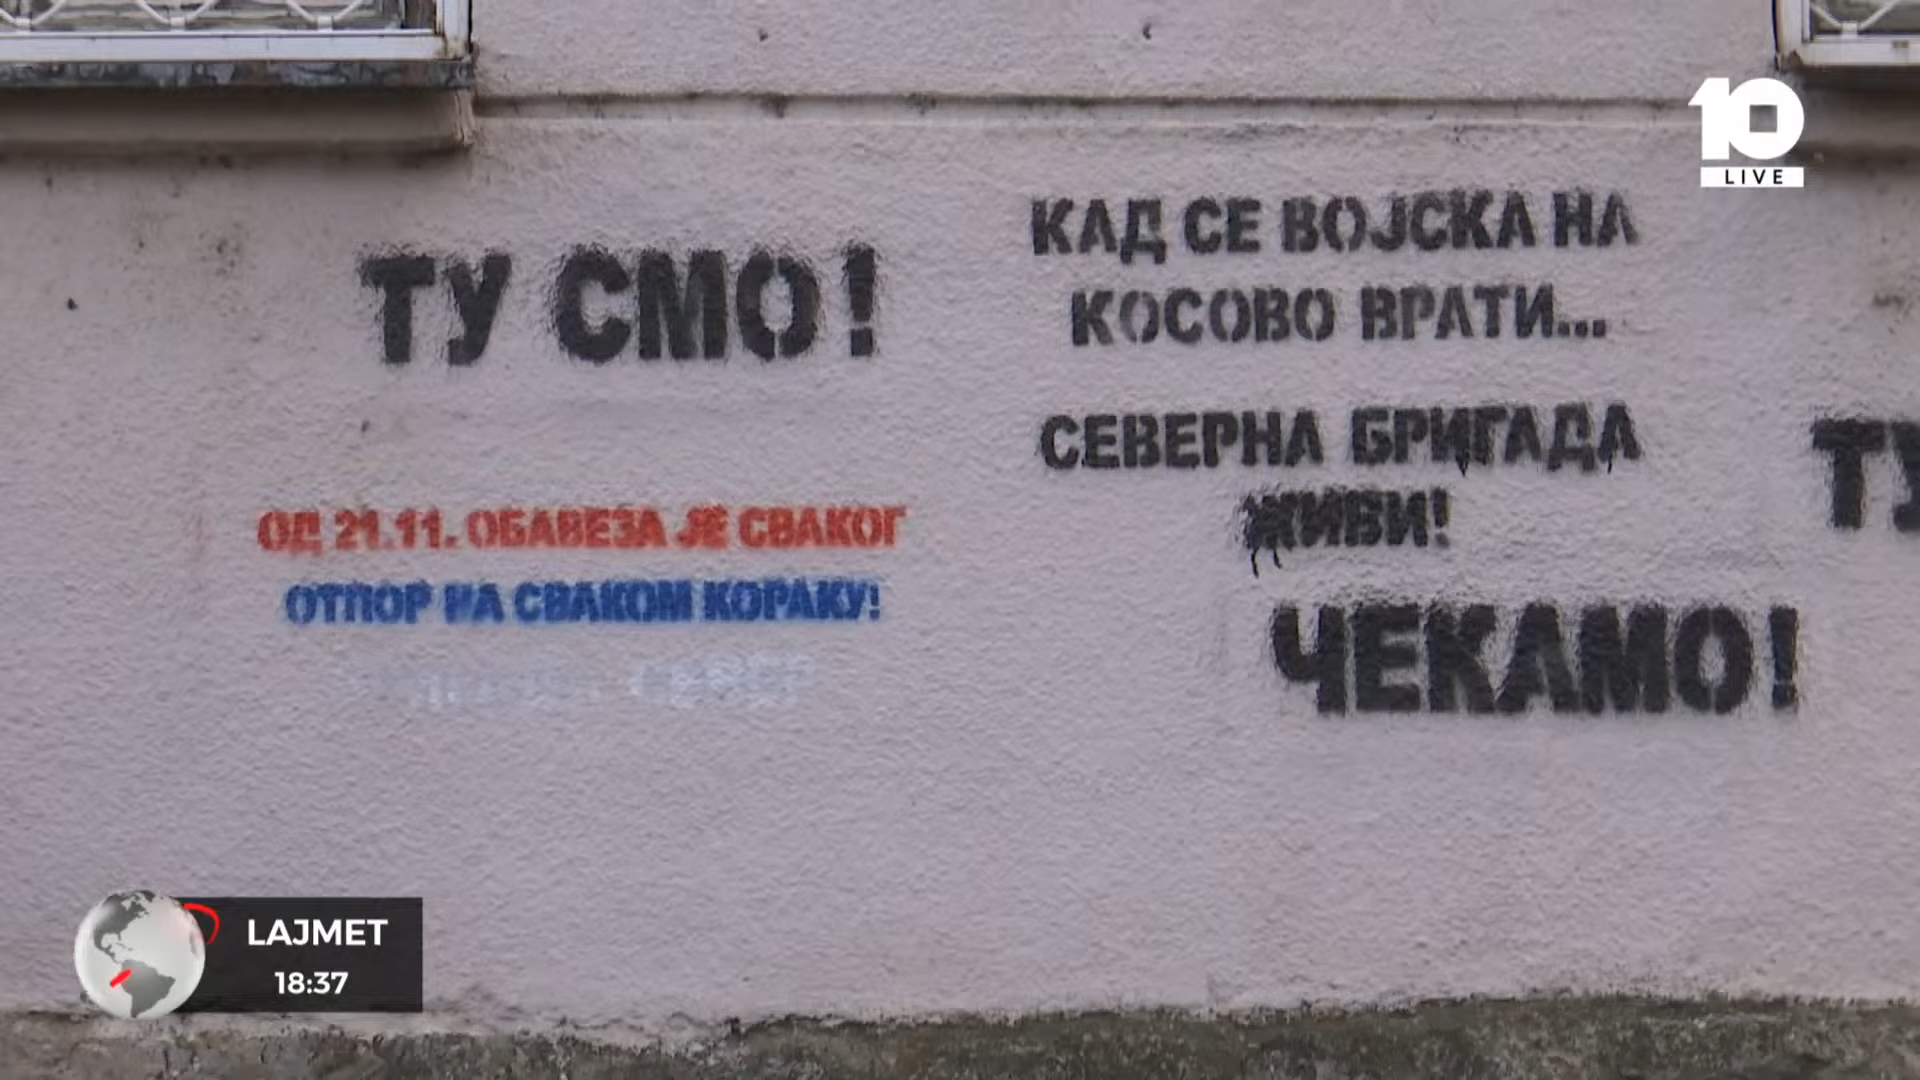 10
LIVE
ТУ СМО!
ОД 21.11. ОБАВЕЗА ЈЕ СВАКОГ
ОТПОР НА СВАКОМ КОРАКУ!
КАД СЕ ВОЈСКА НА
КОСОВО ВРАТИ...
СЕВЕРНА БРИГАДА
ЖИВИ!
ЧЕКАМО!
ТУ
LAJMET
18:37